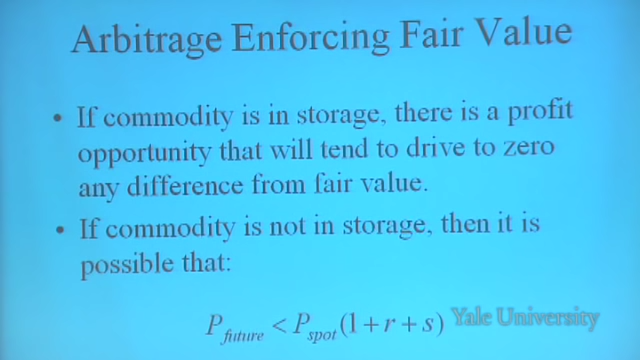 Arbitrage Enforcing Fair Value
• If commodity is in storage, there is a profit
opportunity that will tend to drive to zero
any difference from fair value.
• If commodity is not in storage, then it is
possible that:
P_future < P_spot (1 + r + s)
Yale University